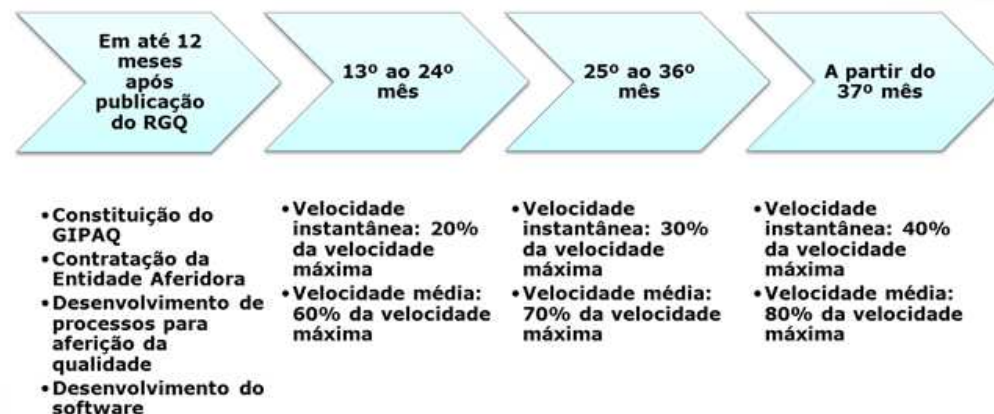 Em até 12
meses
após
publicação
do RGQ
13º ao 24º
mês
25º ao 36º
mês
A partir do
37º mês
•Constituição do
GIPAQ
•Contratação da
Entidade Aferidora
•Desenvolvimento de
processos para
aferição da
qualidade
•Desenvolvimento do
software
•Velocidade
instantânea: 20%
da velocidade
máxima
•Velocidade média:
60% da velocidade
máxima
•Velocidade
instantânea: 30%
da velocidade
máxima
•Velocidade média:
70% da velocidade
máxima
•Velocidade
instantânea: 40%
da velocidade
máxima
•Velocidade média:
80% da velocidade
máxima